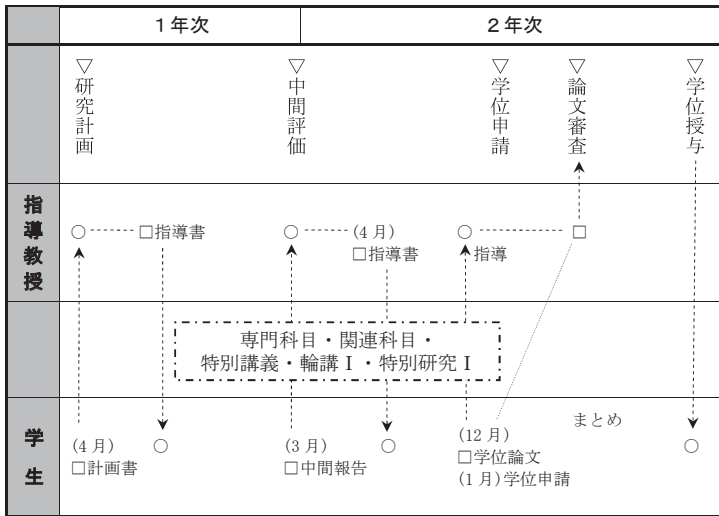 1年次
2年次
▽研究計画
▽中間評価
▽学位申請
▽論文審査
▽学位授与
指導教授
○
□指導書
○
(4月)
□指導書
○
指導
□
専門科目・関連科目・
特別講義・輪講Ⅰ・特別研究Ⅰ
学生
(4月)
□計画書
○
(3月)
□中間報告
○
(12月)
□学位論文
(1月)学位申請
まとめ
○